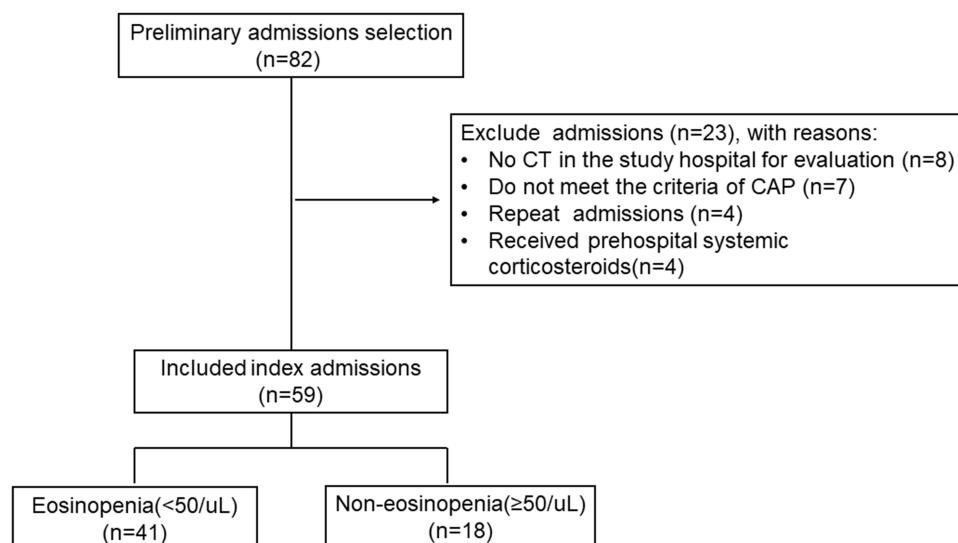 Preliminary admissions selection
(n=82)
Exclude admissions (n=23), with reasons:
• No CT in the study hospital for evaluation (n=8)
• Do not meet the criteria of CAP (n=7)
• Repeat admissions (n=4)
• Received prehospital systemic
corticosteroids(n=4)
Included index admissions
(n=59)
Eosinopenia(<50/uL)
(n=41)
Non-eosinopenia(≥50/uL)
(n=18)